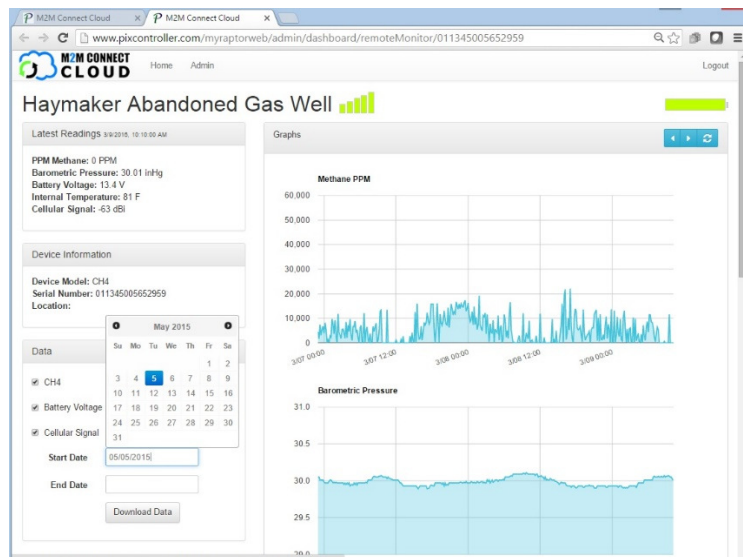 M2M Connect Cloud
M2M Connect Cloud
www.pixcontroller.com/myraptorweb/admin/dashboard/remoteMonitor/011345005652959
M2M CONNECT
CLOUD
Home
Admin
Logout
Haymaker Abandoned Gas Well
Latest Readings 3/9/2015, 10:10:00 AM
PPM Methane: 0 PPM
Barometric Pressure: 30.01 inHg
Battery Voltage: 13.4 V
Internal Temperature: 81 F
Cellular Signal: -63 dBi
Device Information
Device Model: CH4
Serial Number: 011345005652959
Location:
Data
May 2015
Su Mo Tu We Th Fr Sa
1 2
3 4 5 6 7 8 9
10 11 12 13 14 15 16
17 18 19 20 21 22 23
24 25 26 27 28 29 30
31
CH4
Battery Voltage
Cellular Signal
Start Date 05/05/2015
End Date
Download Data
Graphs
Methane PPM
60,000
50,000
40,000
30,000
20,000
10,000
0
3/07 00:00 3/07 12:00 3/08 00:00 3/08 12:00 3/09 00:00
Barometric Pressure
31.0
30.5
30.0
29.5
29.0